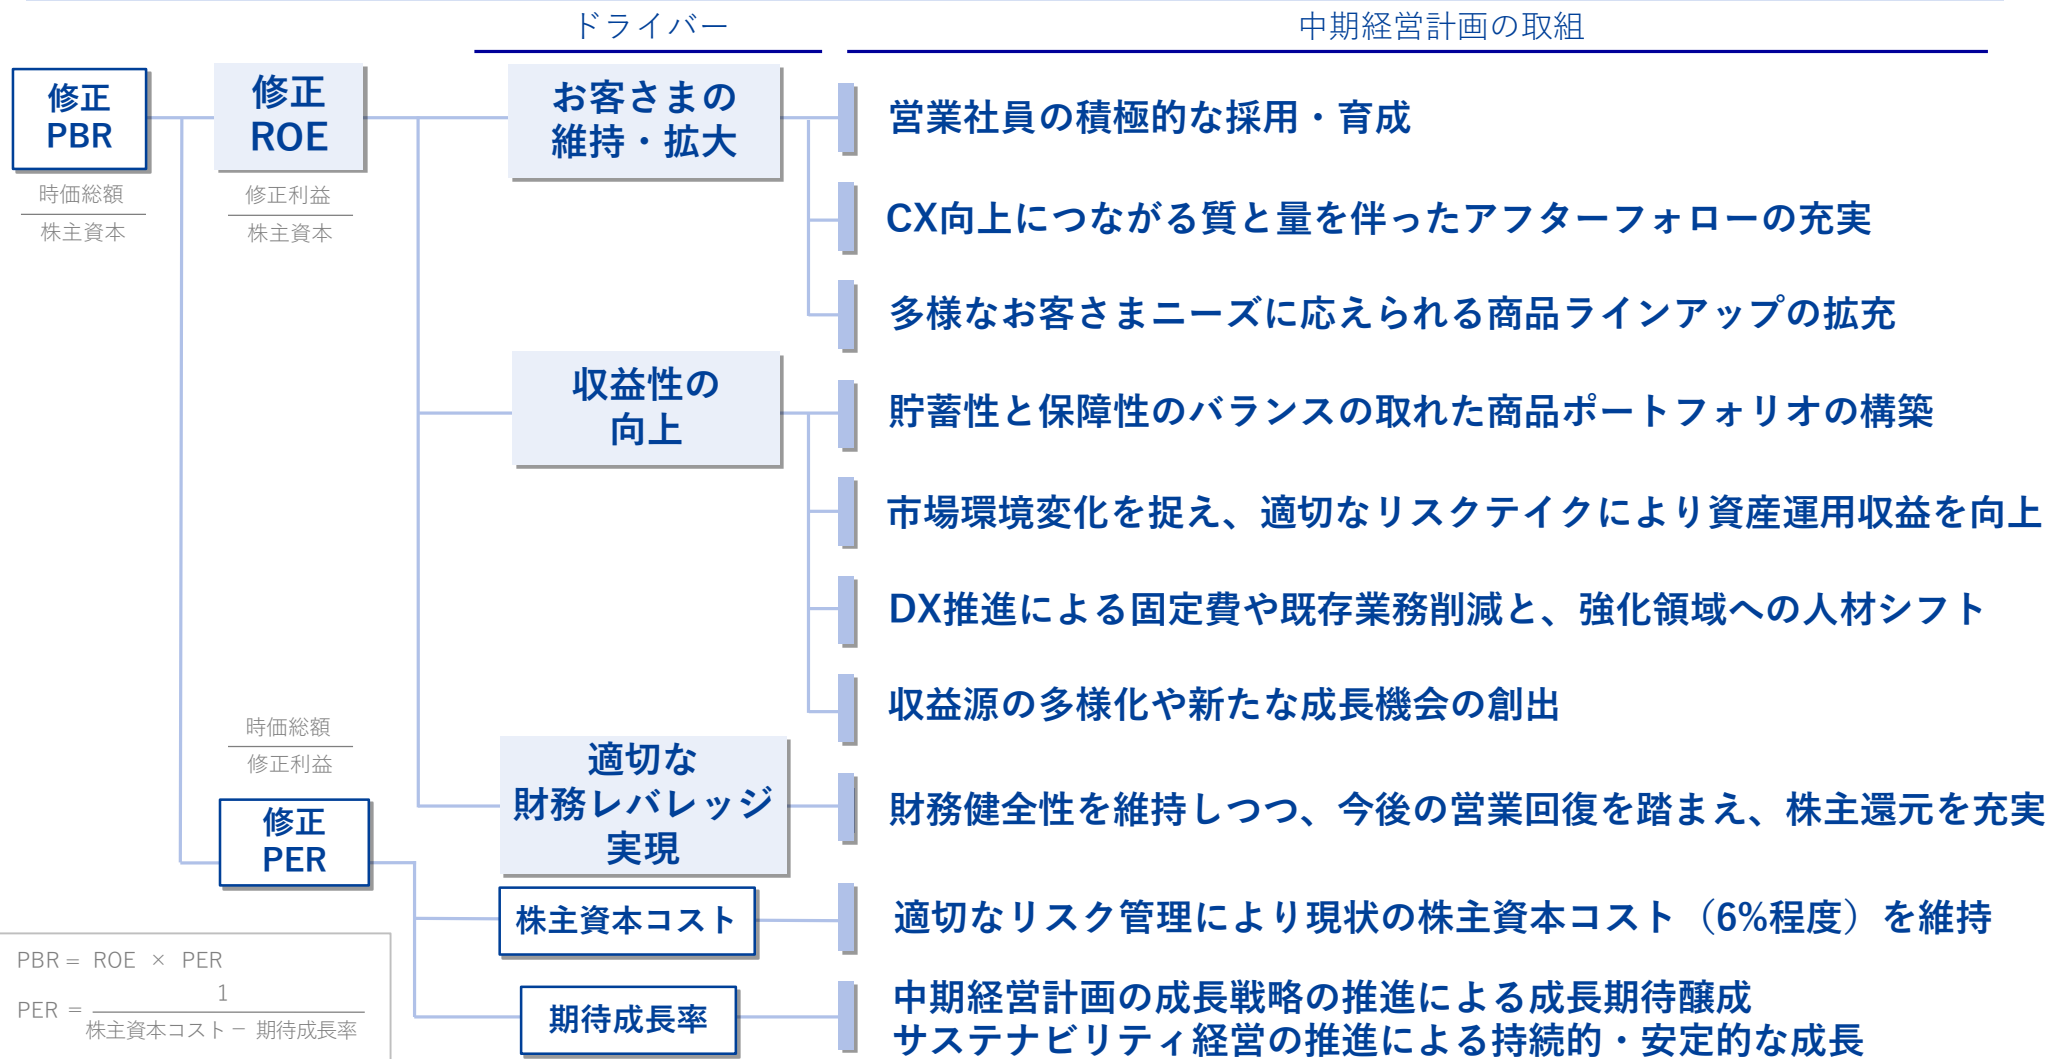 ドライバー
中期経営計画の取組
修正
PBR
時価総額
株主資本
修正
ROE
修正利益
株主資本
お客さまの
維持・拡大
営業社員の積極的な採用・育成
CX向上につながる質と量を伴ったアフターフォローの充実
多様なお客さまニーズに応えられる商品ラインアップの拡充
収益性の
向上
貯蓄性と保障性のバランスの取れた商品ポートフォリオの構築
市場環境変化を捉え、適切なリスクテイクにより資産運用収益を向上
DX推進による固定費や既存業務削減と、強化領域への人材シフト
収益源の多様化や新たな成長機会の創出
適切な
財務レバレッジ
実現
財務健全性を維持しつつ、今後の営業回復を踏まえ、株主還元を充実
時価総額
修正利益
修正
PER
株主資本コスト
適切なリスク管理により現状の株主資本コスト（6%程度）を維持
期待成長率
中期経営計画の成長戦略の推進による成長期待醸成
サステナビリティ経営の推進による持続的・安定的な成長
PBR = ROE × PER
PER =
1
株主資本コスト − 期待成長率